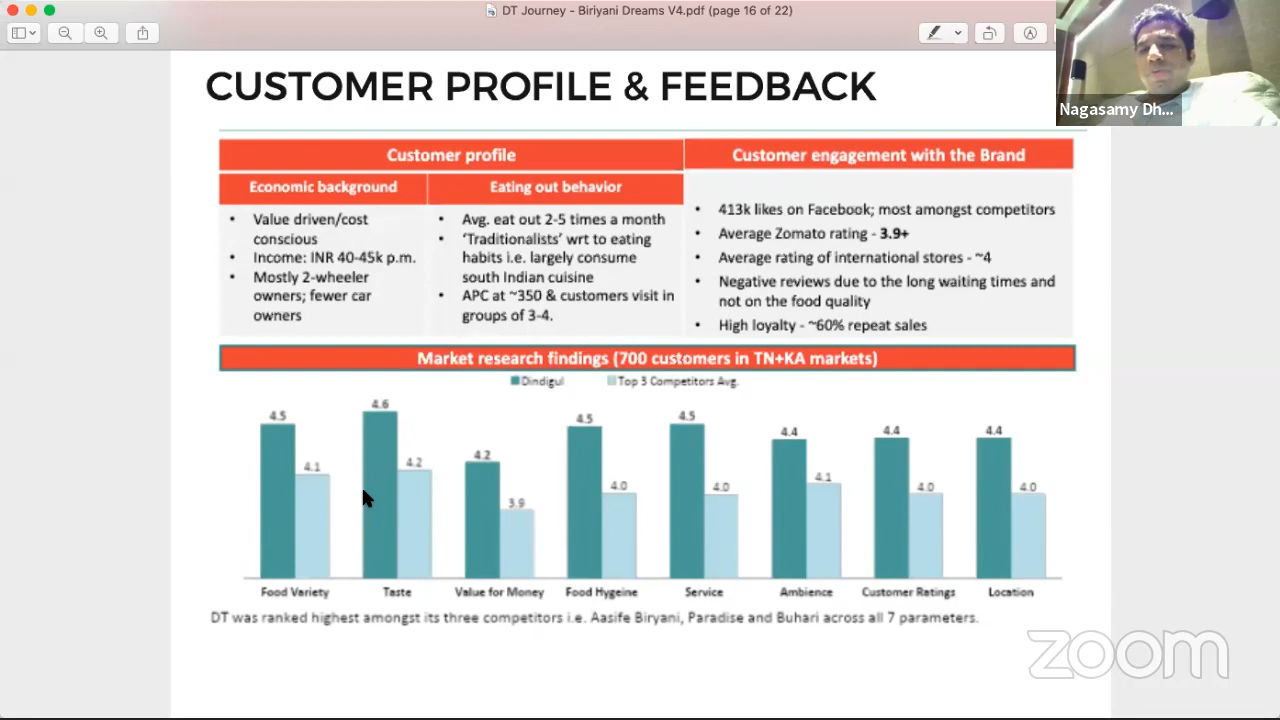 DT Journey - Biriyani Dreams V4.pdf (page 16 of 22)
CUSTOMER PROFILE & FEEDBACK
Nagasamy Dh...
Customer profile
Economic background
Value driven/cost
conscious
Income: INR 40-45k p.m.
Mostly 2-wheeler
owners; fewer car
owners
Eating out behavior
Avg. eat out 2-5 times a month
‘Traditionalists’ wrt to eating
habits i.e. largely consume
south Indian cuisine
APC at ~350 & customers visit in
groups of 3-4.
Customer engagement with the Brand
413k likes on Facebook; most amongst competitors
Average Zomato rating - 3.9+
Average rating of international stores - ~4
Negative reviews due to the long waiting times and
not on the food quality
High loyalty - ~60% repeat sales
Market research findings (700 customers in TN+KA markets)
Dindigul Top 3 Competitors Avg.
4.5 4.1 4.6 4.2 4.2 3.9 4.5 4.0 4.5 4.0 4.4 4.1 4.4 4.0 4.4 4.0
Food Variety Taste Value for Money Food Hygeine Service Ambience Customer Ratings Location
DT was ranked highest amongst its three competitors i.e. Aasife Biryani, Paradise and Buhari across all 7 parameters.
zoom